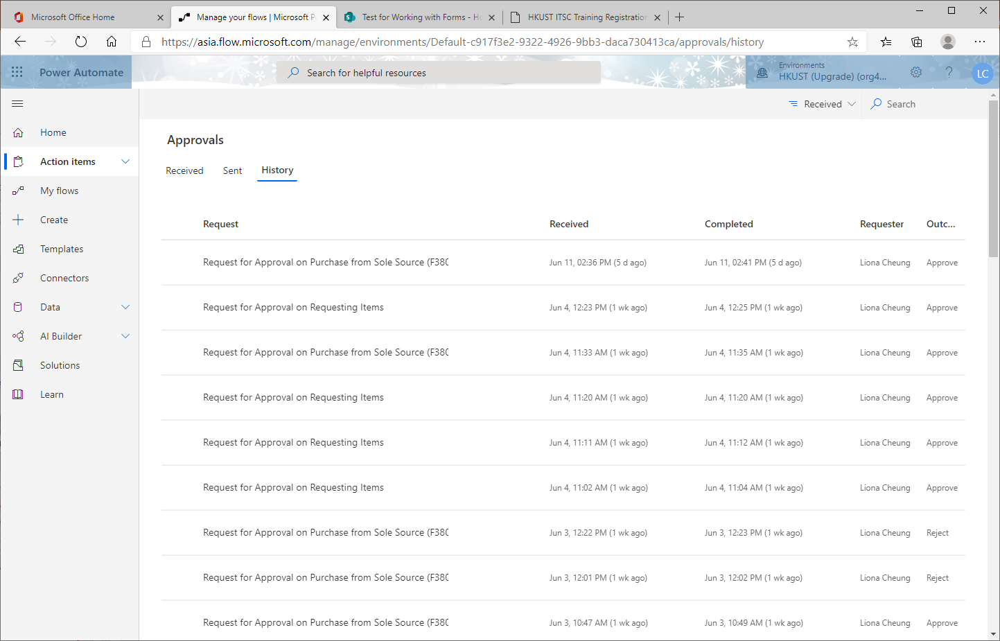 Microsoft Office Home
Manage your flows | Microsoft P
Test for Working with Forms - Ho
HKUST ITSC Training Registration
https://asia.flow.microsoft.com/manage/environments/Default-c917f3e2-9322-4926-9bb3-daca730413ca/approvals/history
Power Automate
Search for helpful resources
Environments
HKUST (Upgrade) (org4...
?
LC
Received
Search
Home
Action items
My flows
Create
Templates
Connectors
Data
AI Builder
Solutions
Learn
Approvals
Received Sent History
Request Received Completed Requester Outc...
Request for Approval on Purchase from Sole Source (F380 Jun 11, 02:36 PM (5 d ago) Jun 11, 02:41 PM (5 d ago) Liona Cheung Approve
Request for Approval on Requesting Items Jun 4, 12:23 PM (1 wk ago) Jun 4, 12:25 PM (1 wk ago) Liona Cheung Approve
Request for Approval on Purchase from Sole Source (F380 Jun 4, 11:33 AM (1 wk ago) Jun 4, 11:35 AM (1 wk ago) Liona Cheung Approve
Request for Approval on Requesting Items Jun 4, 11:20 AM (1 wk ago) Jun 4, 11:20 AM (1 wk ago) Liona Cheung Approve
Request for Approval on Requesting Items Jun 4, 11:11 AM (1 wk ago) Jun 4, 11:12 AM (1 wk ago) Liona Cheung Approve
Request for Approval on Requesting Items Jun 4, 11:02 AM (1 wk ago) Jun 4, 11:04 AM (1 wk ago) Liona Cheung Approve
Request for Approval on Purchase from Sole Source (F380 Jun 3, 12:22 PM (1 wk ago) Jun 3, 12:23 PM (1 wk ago) Liona Cheung Reject
Request for Approval on Purchase from Sole Source (F380 Jun 3, 12:01 PM (1 wk ago) Jun 3, 12:02 PM (1 wk ago) Liona Cheung Reject
Request for Approval on Purchase from Sole Source (F380 Jun 3, 10:47 AM (1 wk ago) Jun 3, 10:49 AM (1 wk ago) Liona Cheung Approve